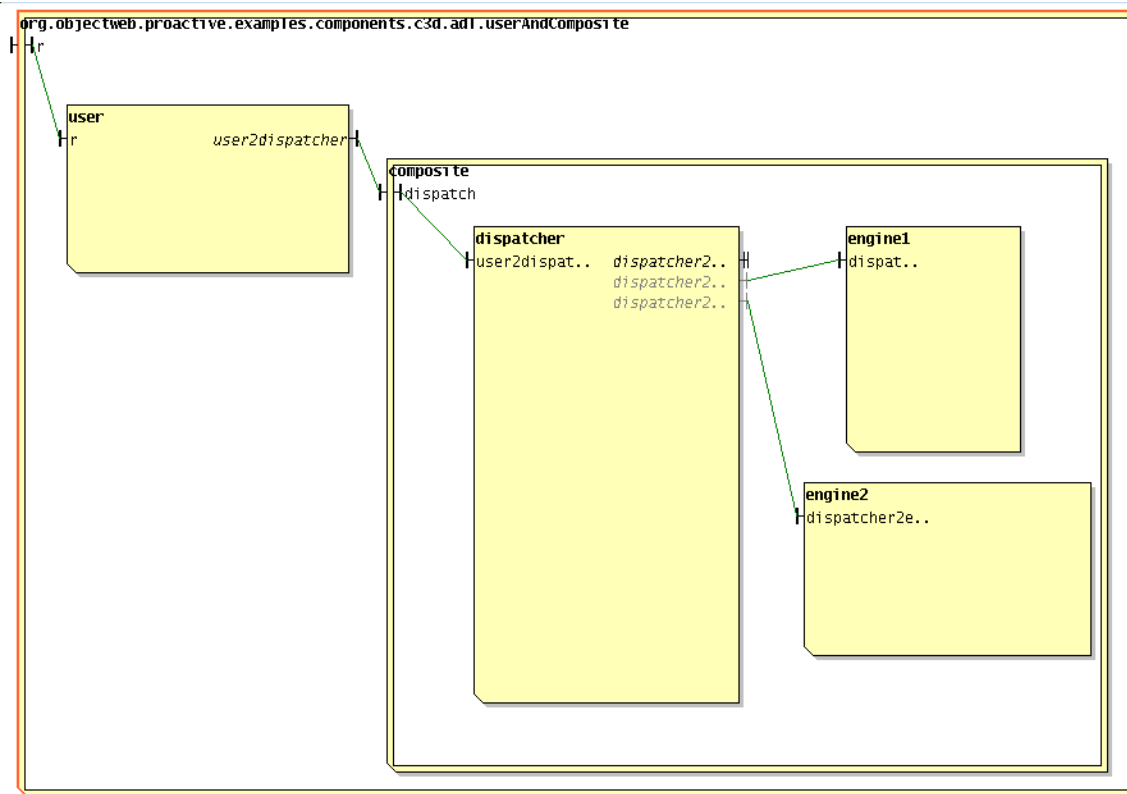 org.objectweb.proactive.examples.components.c3d.adl.userAndComposite
r
user
r user2dispatcher
composite
dispatch
dispatcher
user2dispat.. dispatcher2..
dispatcher2..
dispatcher2..
engine1
dispat..
engine2
dispatcher2e..